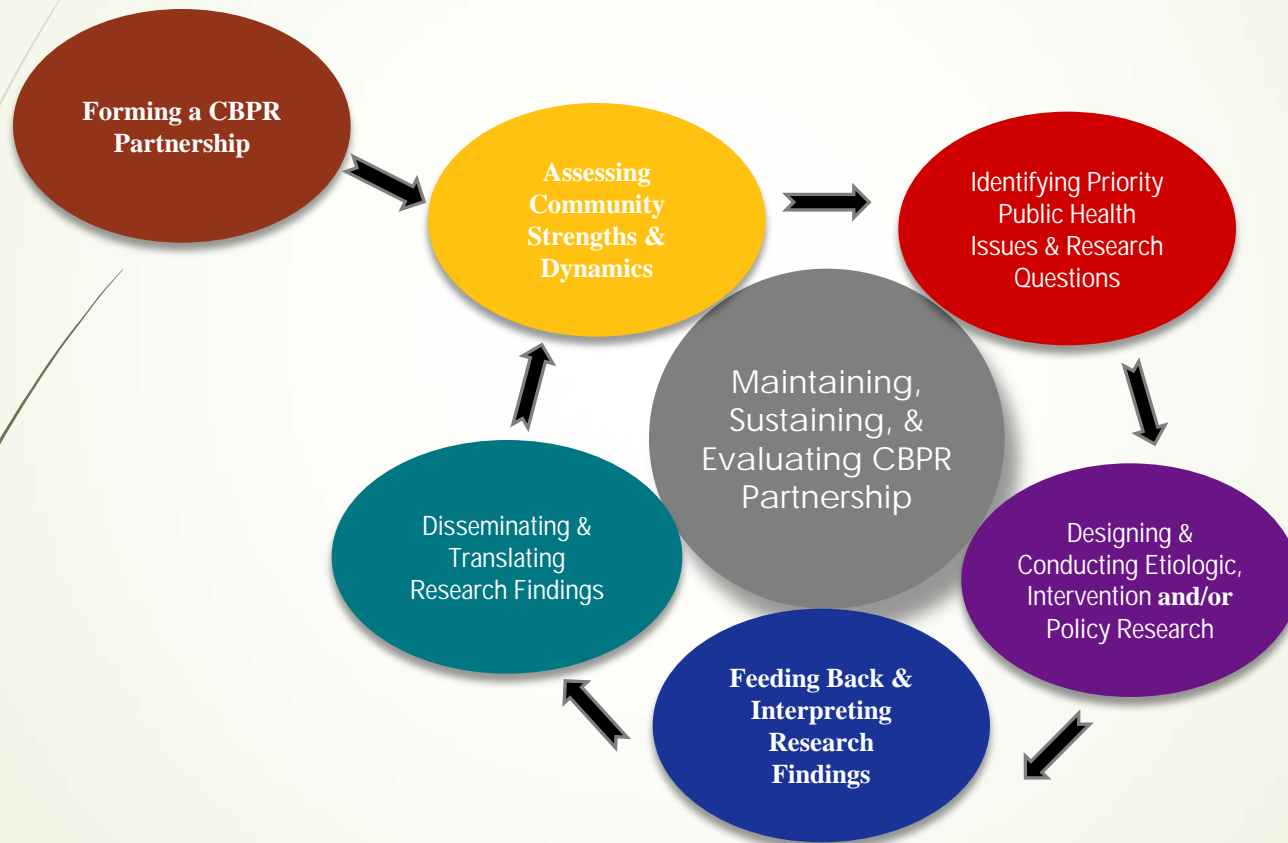 Forming a CBPR
Partnership
Assessing
Community
Strengths &
Dynamics
Identifying Priority
Public Health
Issues & Research
Questions
Maintaining,
Sustaining, &
Evaluating CBPR
Partnership
Designing &
Conducting Etiologic,
Intervention and/or
Policy Research
Feeding Back &
Interpreting
Research
Findings
Disseminating &
Translating
Research Findings